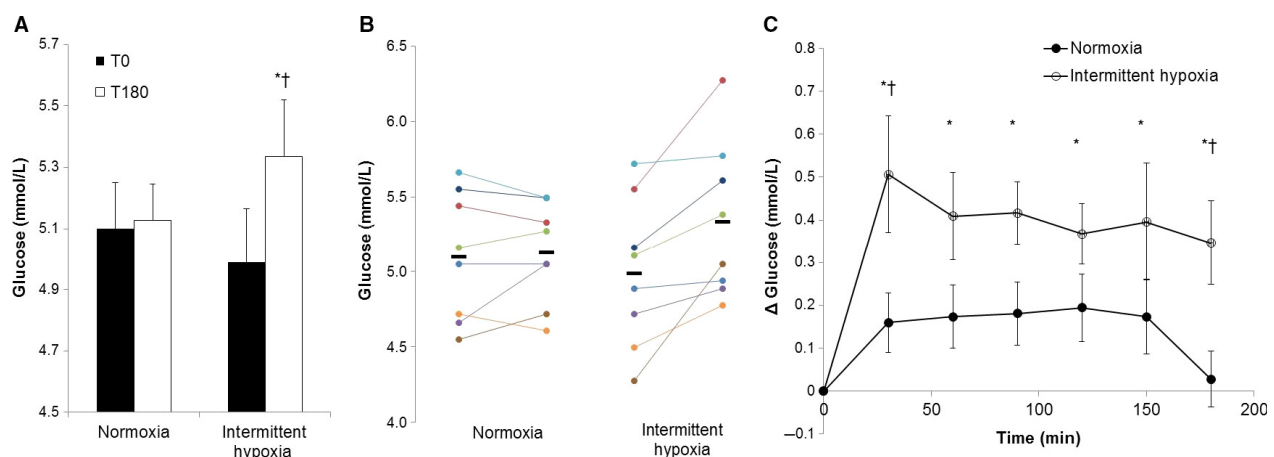 A
5.7
5.5
5.3
5.1
4.9
4.7
4.5
Glucose (mmol/L)
T0
T180
*†
Normoxia
Intermittent
hypoxia
B
6.5
6.0
5.5
5.0
4.5
4.0
Glucose (mmol/L)
Normoxia
Intermittent
hypoxia
C
0.8
0.7
0.6
0.5
0.4
0.3
0.2
0.1
0
–0.1
Δ Glucose (mmol/L)
Normoxia
Intermittent hypoxia
*†
*
*
*
*
*†
0
50
100
150
200
Time (min)